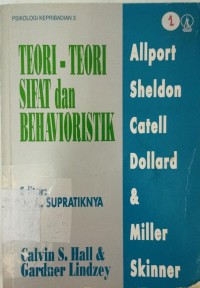 PSIKOLOGI KEPRIBADIAN 3
1
TEORI - TEORI
SIFAT dan
BEHAVIORISTIK
Allport
Sheldon
Catell
Dollard
&
Miller
Skinner
Editor:
SUPRATIKNYA
Calvin S. Hall &
Gardner Lindzey